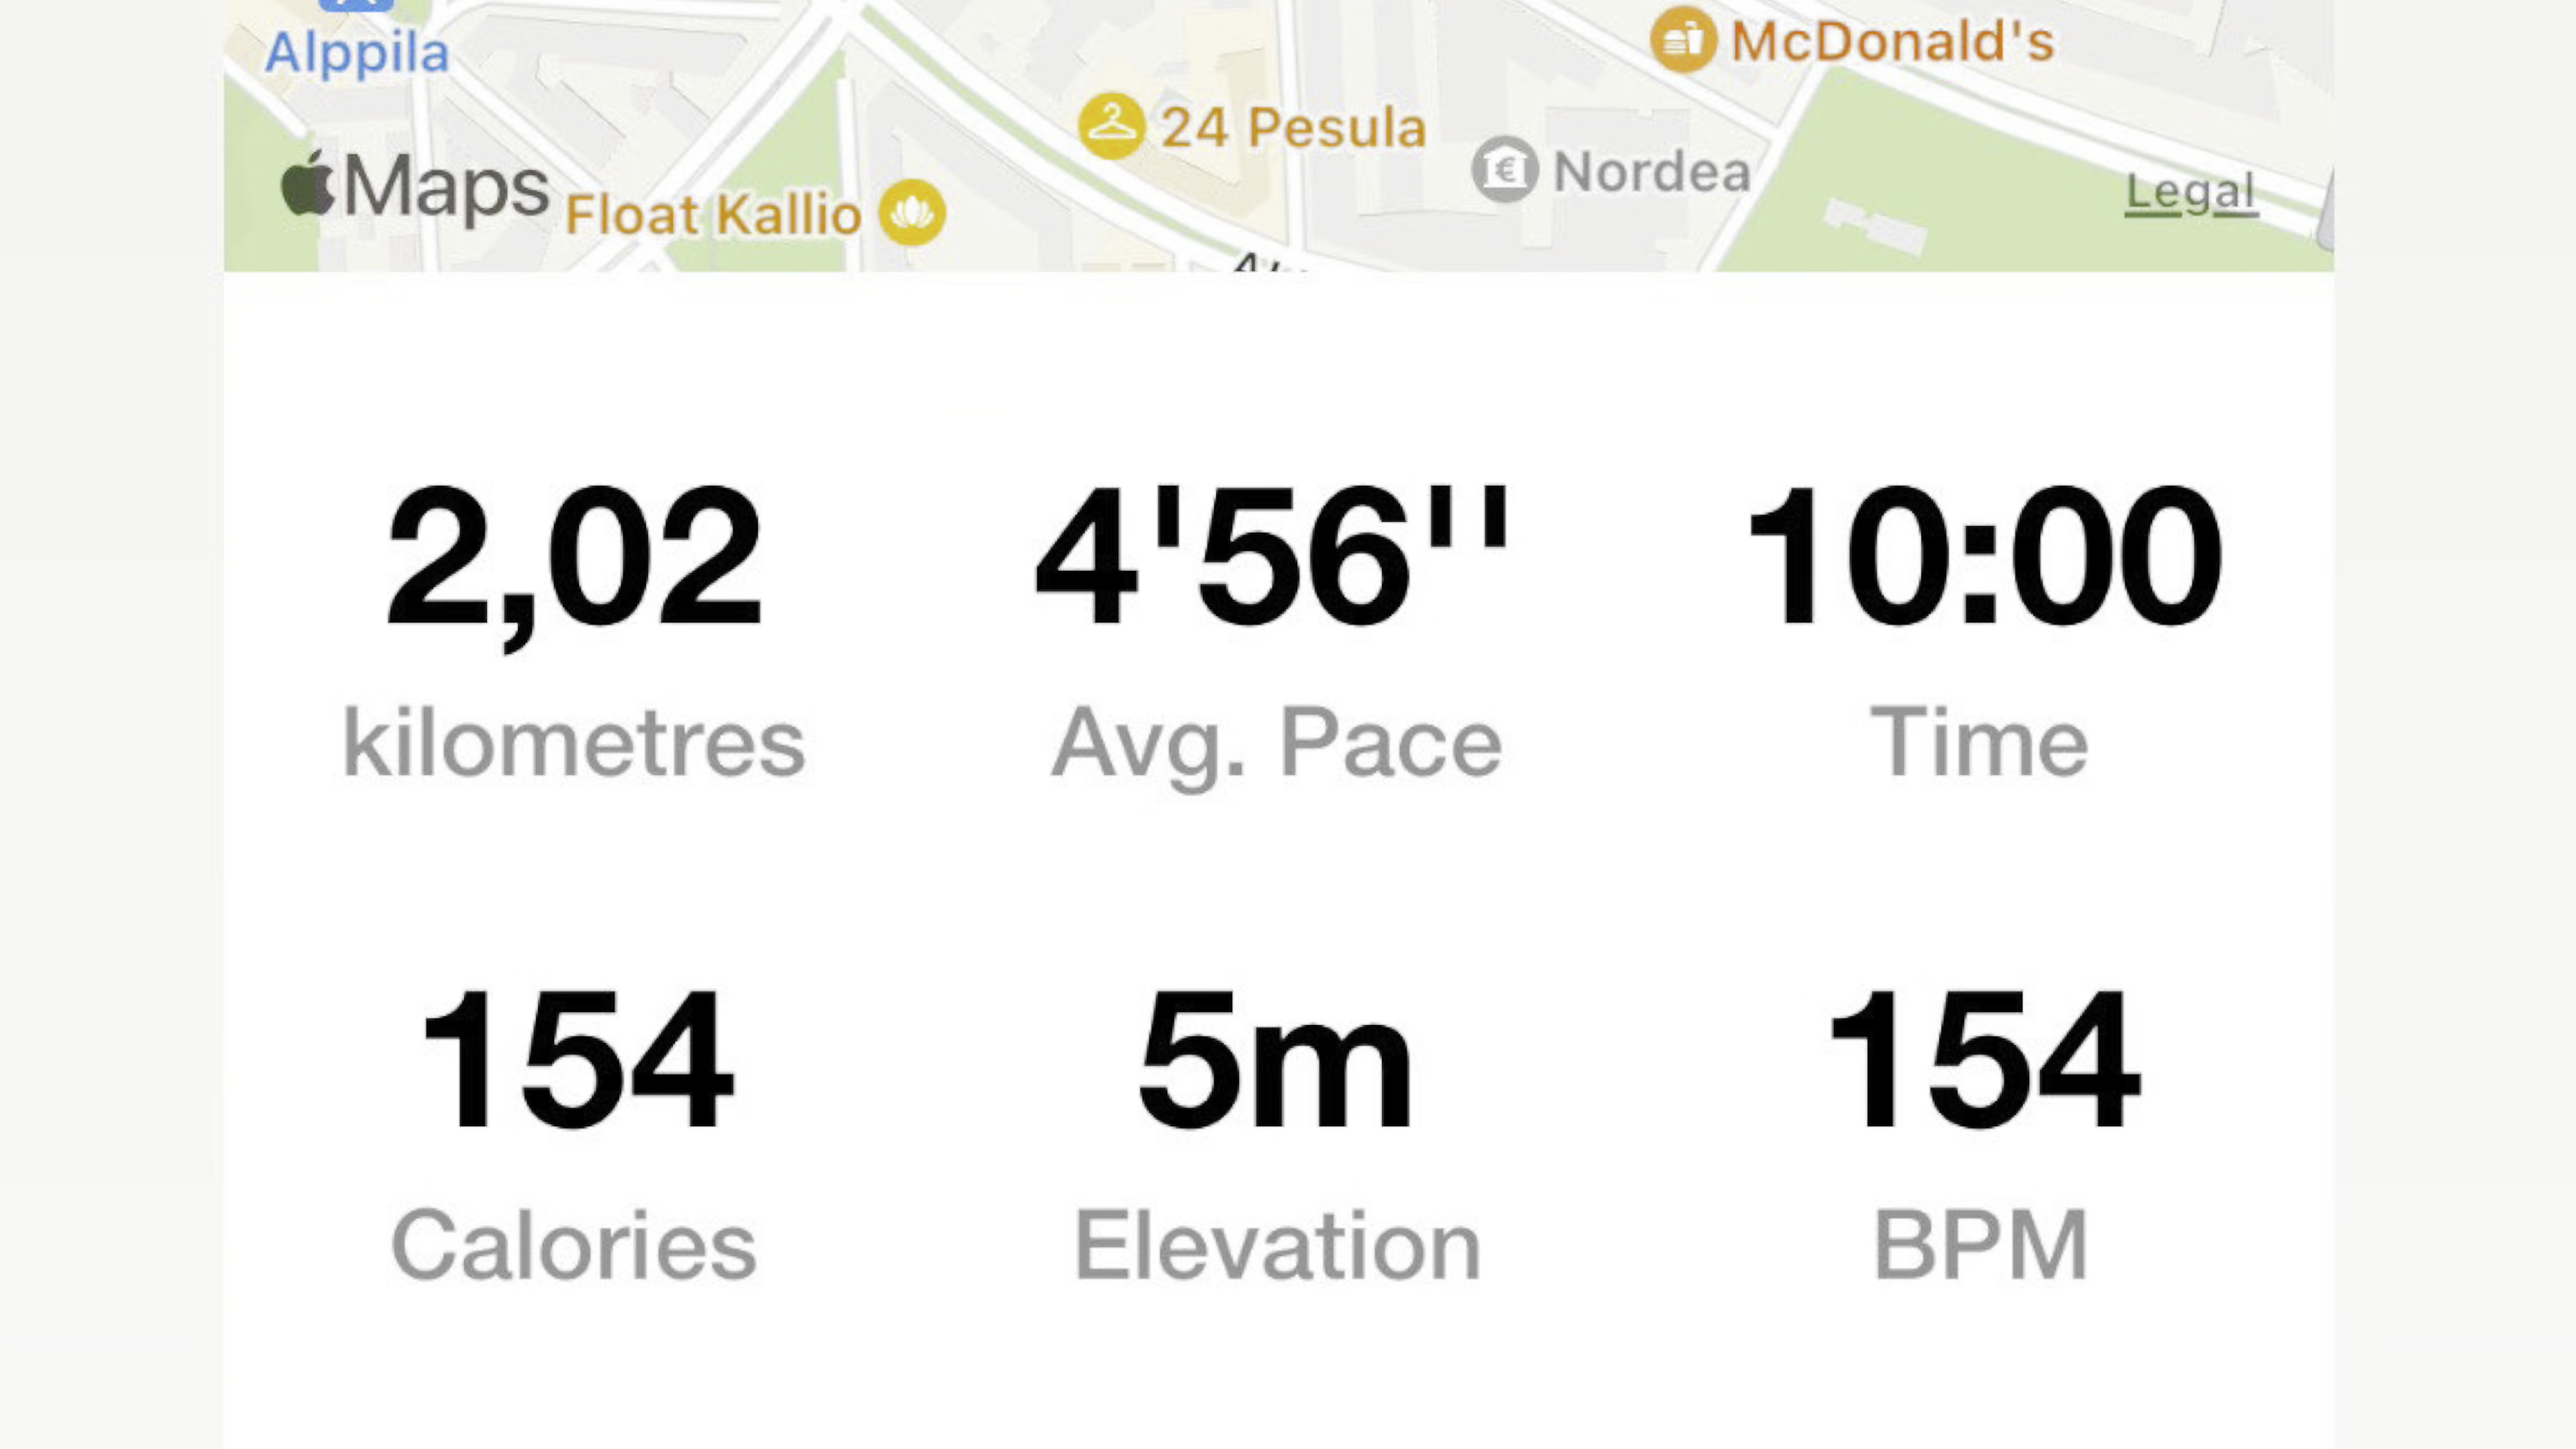 Alppila
McDonald's
24 Pesula
Nordea
Maps
Legal
Float Kallio
2,02
4'56''
10:00
kilometres
Avg. Pace
Time
154
5m
154
Calories
Elevation
BPM